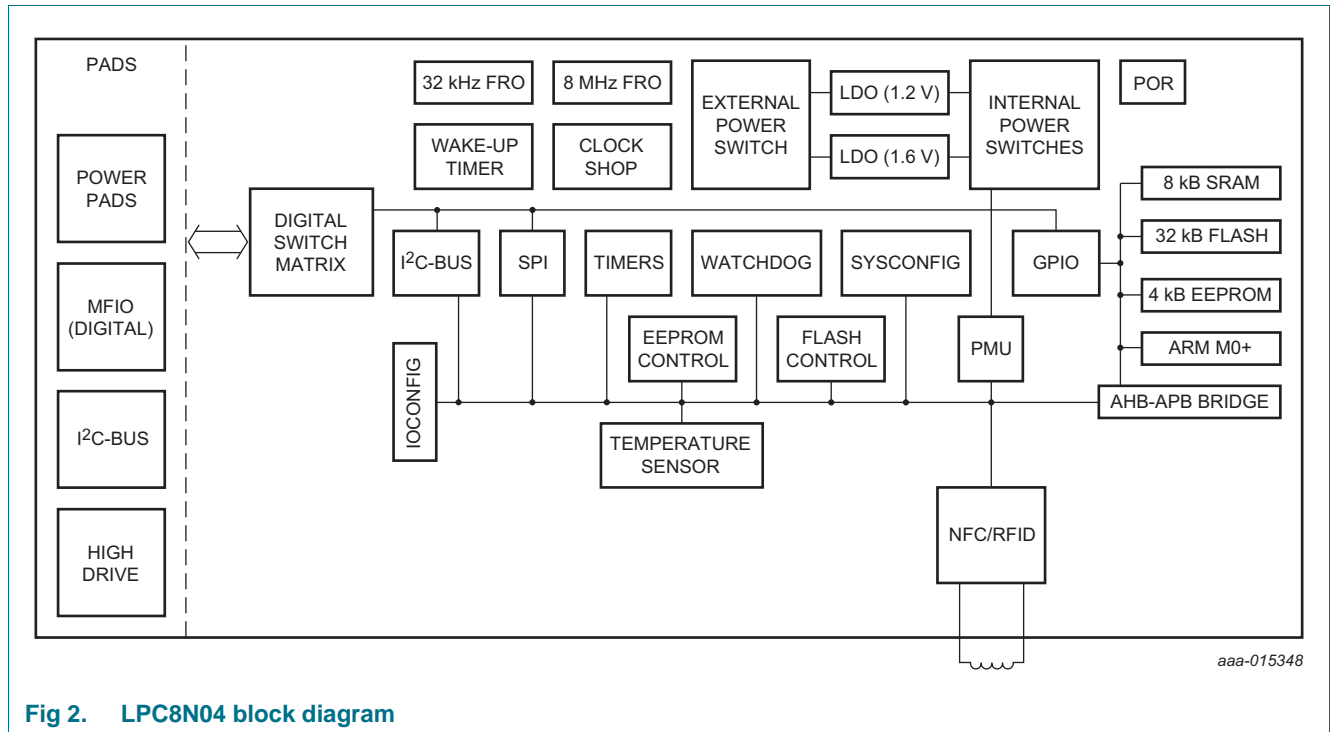 PADS
POWER
PADS
MFIO
(DIGITAL)
I2C-BUS
HIGH
DRIVE
32 kHz FRO
8 MHz FRO
WAKE-UP
TIMER
CLOCK
SHOP
EXTERNAL
POWER
SWITCH
LDO (1.2 V)
LDO (1.6 V)
INTERNAL
POWER
SWITCHES
POR
DIGITAL
SWITCH
MATRIX
I2C-BUS
SPI
TIMERS
WATCHDOG
SYSCONFIG
GPIO
8 kB SRAM
32 kB FLASH
4 kB EEPROM
ARM M0+
AHB-APB BRIDGE
IOCONFIG
EEPROM
CONTROL
FLASH
CONTROL
PMU
TEMPERATURE
SENSOR
NFC/RFID
aaa-015348
Fig 2. LPC8N04 block diagram